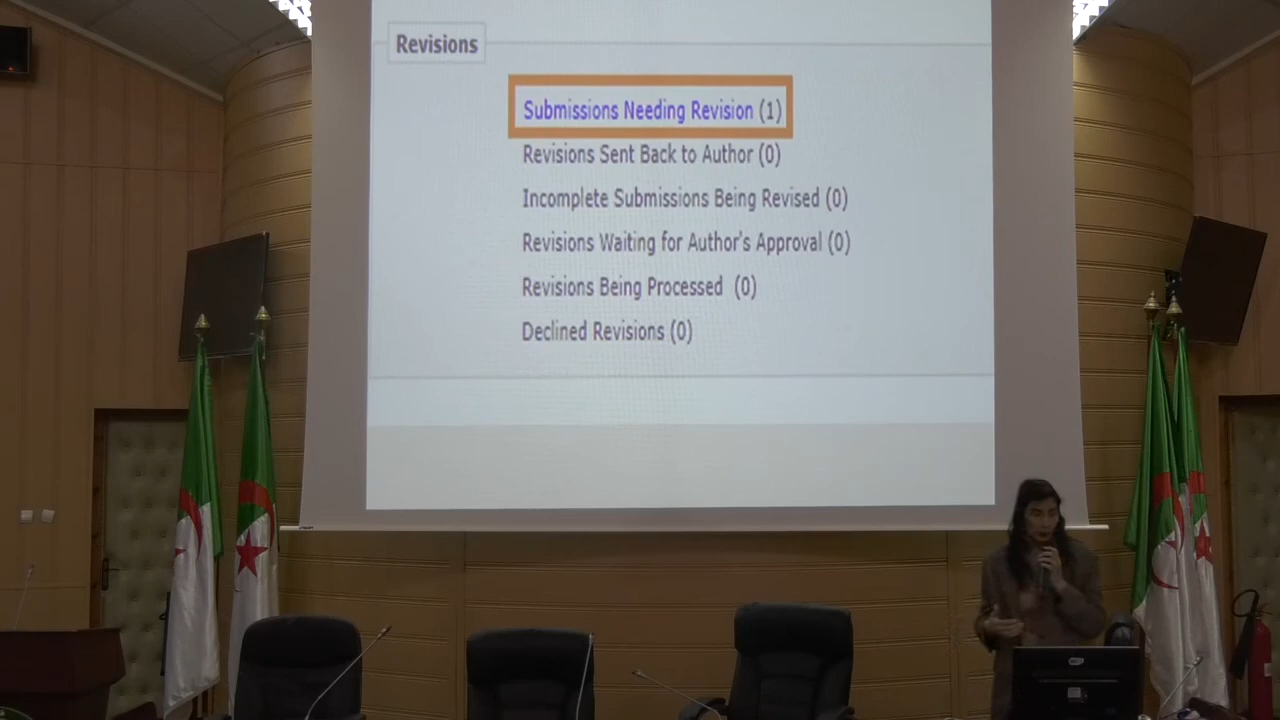 Revisions
Submissions Needing Revision (1)
Revisions Sent Back to Author (0)
Incomplete Submissions Being Revised (0)
Revisions Waiting for Author's Approval (0)
Revisions Being Processed (0)
Declined Revisions (0)